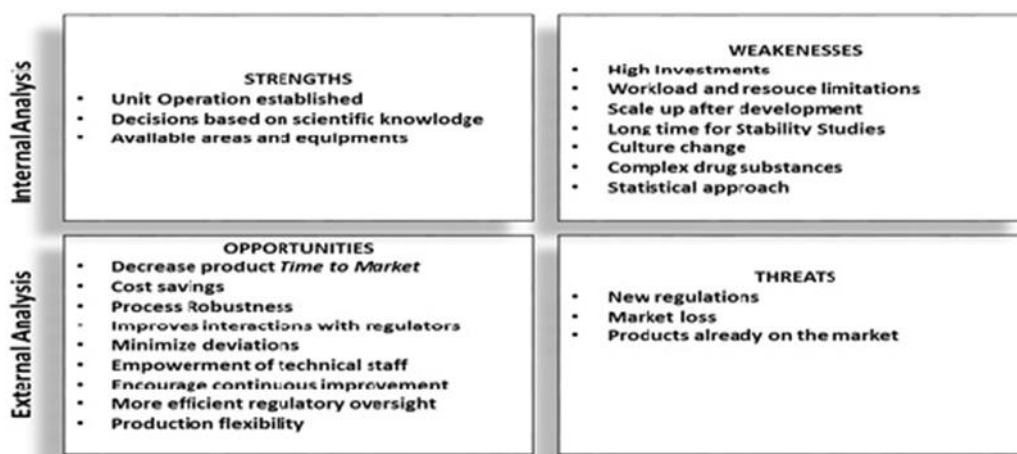 Internal Analysis
STRENGTHS
• Unit Operation established
• Decisions based on scientific knowlodge
• Available areas and equipments
WEAKENESSES
• High Investments
• Workload and resouce limitations
• Scale up after development
• Long time for Stability Studies
• Culture change
• Complex drug substances
• Statistical approach
External Analysis
OPPORTUNITIES
• Decrease product Time to Market
• Cost savings
• Process Robustness
• Improves interactions with regulators
• Minimize deviations
• Empowerment of technical staff
• Encourage continuous improvement
• More efficient regulatory oversight
• Production flexibility
THREATS
• New regulations
• Market loss
• Products already on the market